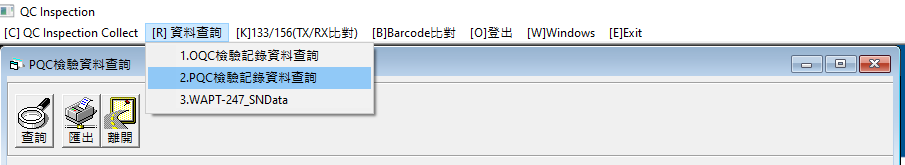 QC Inspection
[C] QC Inspection Collect [R] 資料查詢 [K]133/156(TX/RX比對) [B]Barcode比對 [O]登出 [W]Windows [E]Exit
1.OQC檢驗記錄資料查詢
PQC檢驗資料查詢
2.PQC檢驗記錄資料查詢
3.WAPT-247_SNData
查詢 匯出 離開